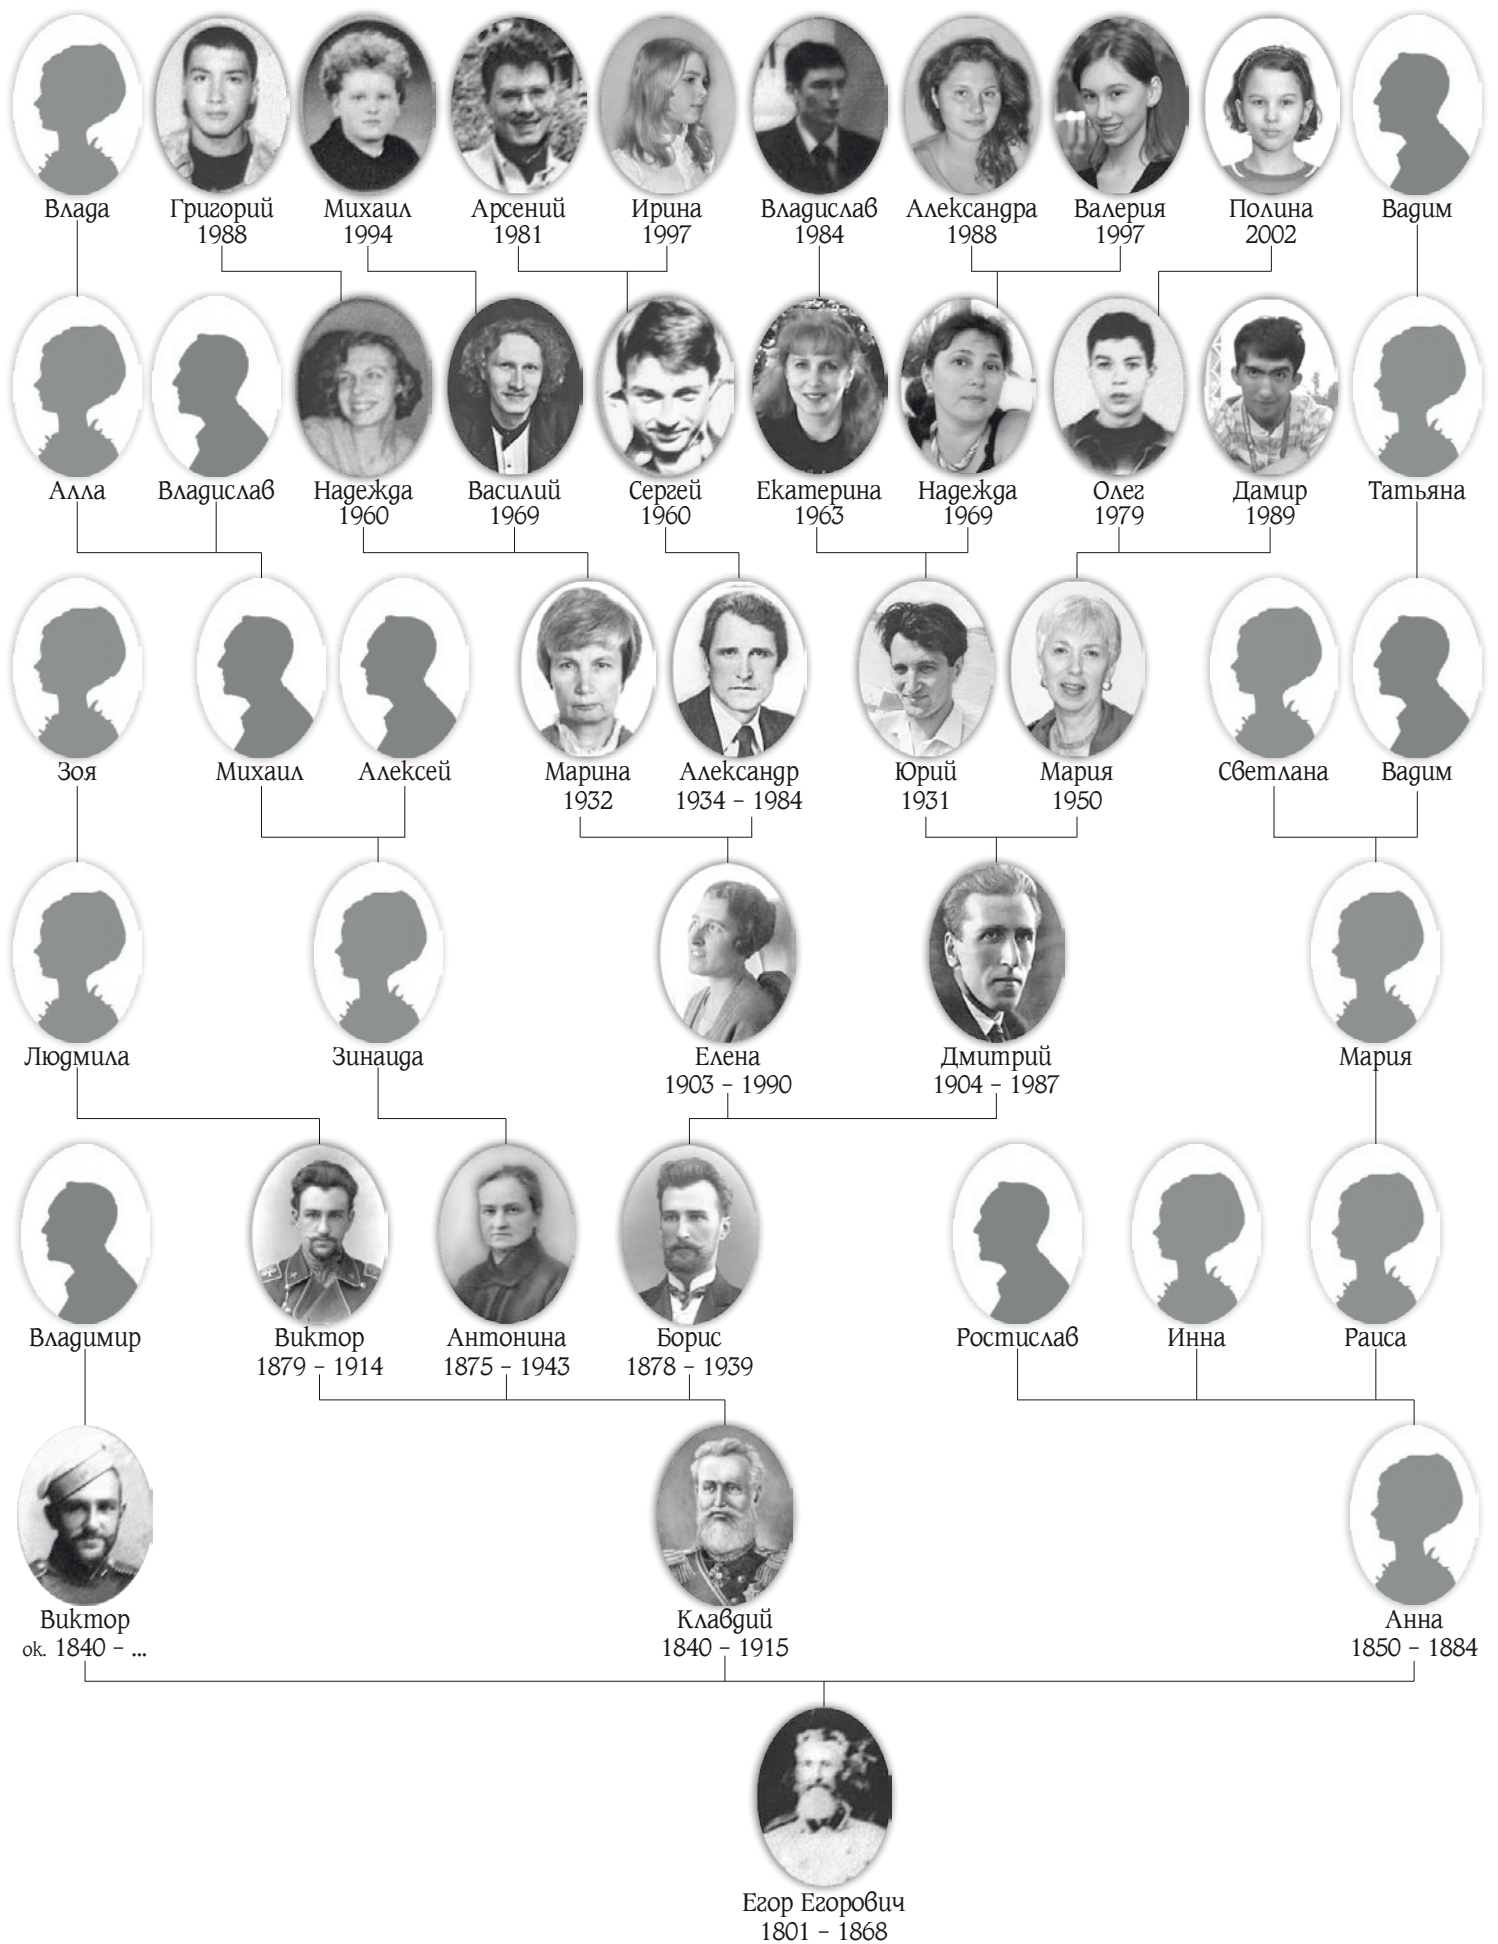 Влада
Григорий
Михаил
Арсений
Ирина
Владислав
Александра
Валерия
Полина
Вадим
1988
1994
1981
1997
1984
1988
1997
2002
Алла
Владислав
Надежда
Василий
Сергей
Екатерина
Надежда
Олег
Дамир
Татьяна
1960
1969
1960
1963
1969
1979
1989
Зоя
Михаил
Алексей
Марина
Александр
Юрий
Мария
Светлана
Вадим
1932
1934 - 1984
1931
1950
Людмила
Зинаида
Елена
Дмитрий
Мария
1903 - 1990
1904 - 1987
Владимир
Виктор
Антонина
Борис
Ростислав
Инна
Раиса
1879 - 1914
1875 - 1943
1878 - 1939
Виктор
Клавдий
Анна
ок. 1840 - ...
1840 - 1915
1850 - 1884
Егор Егорович
1801 - 1868